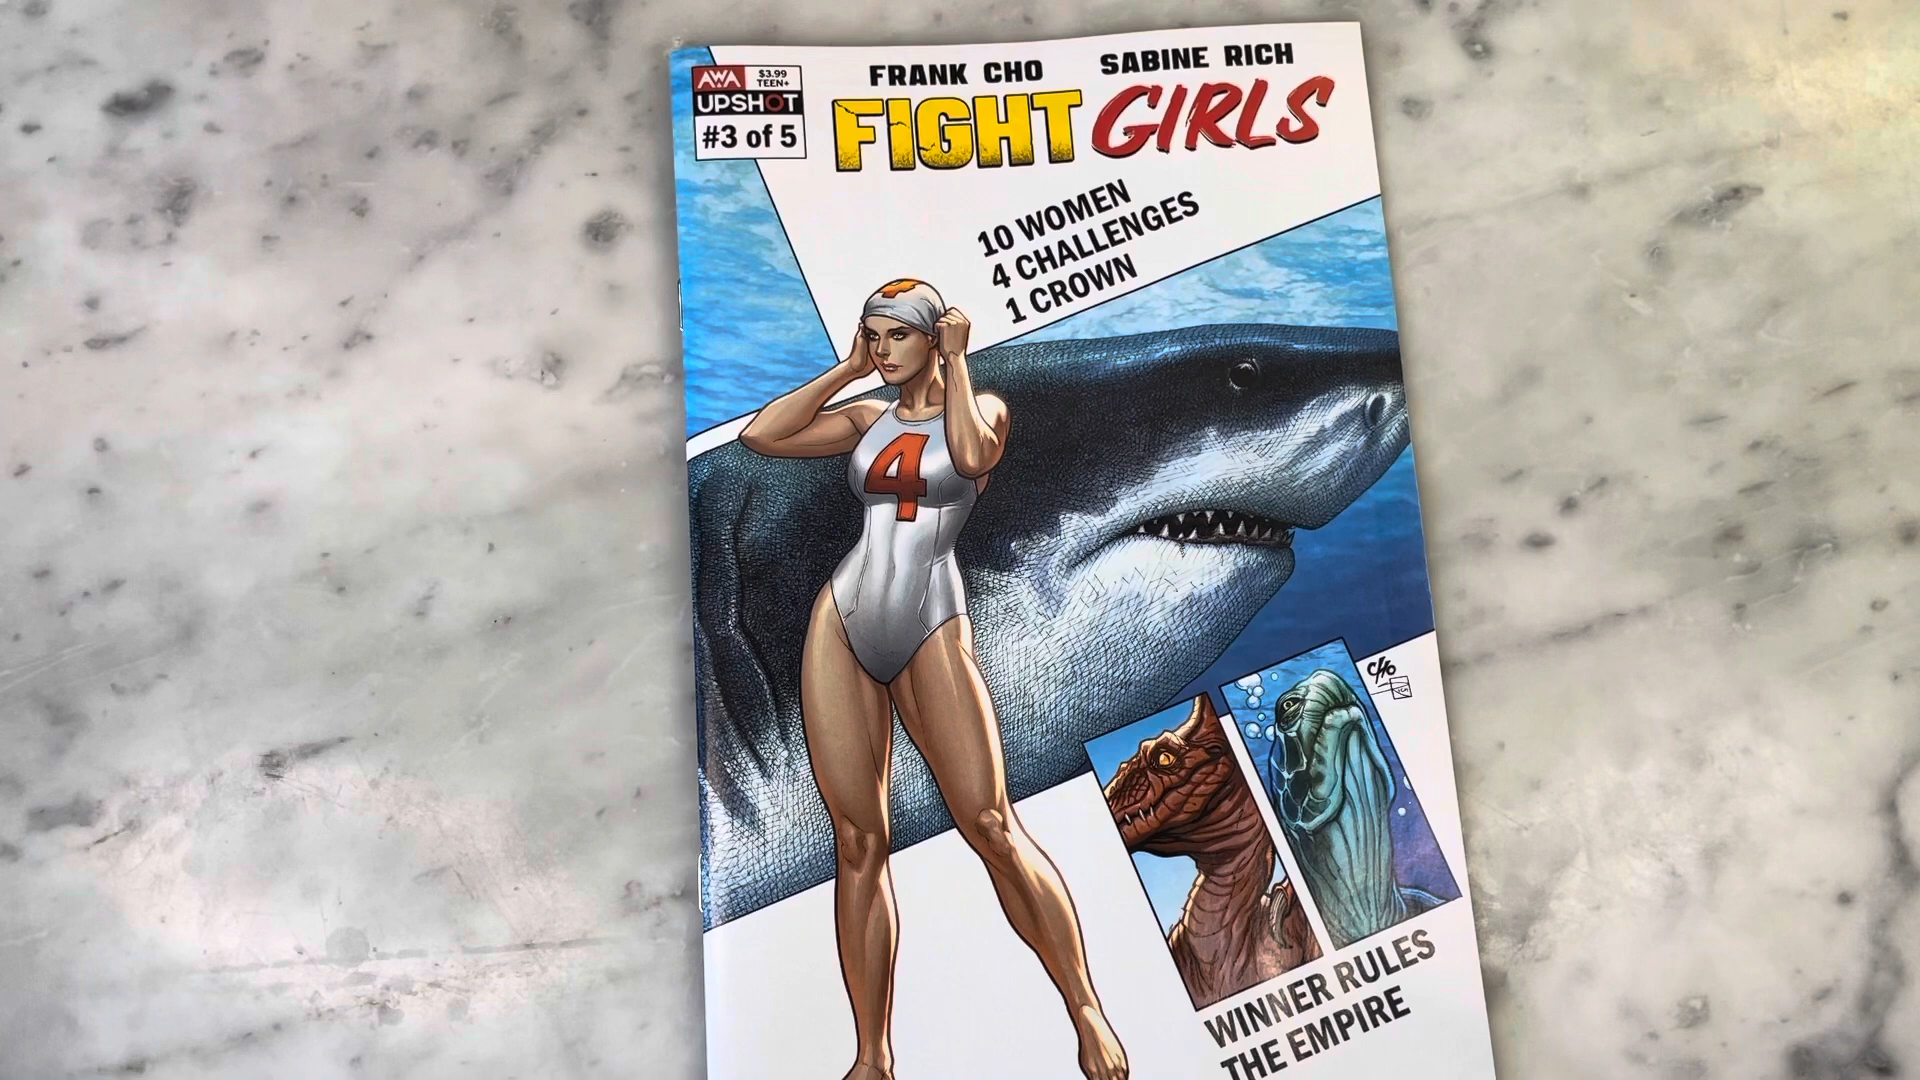 AWA
$3.99
TEEN+
UPSHOT
#3 of 5
FRANK CHO
SABINE RICH
FIGHT GIRLS
10 WOMEN
4 CHALLENGES
1 CROWN
4
CHO
WINNER RULES
THE EMPIRE